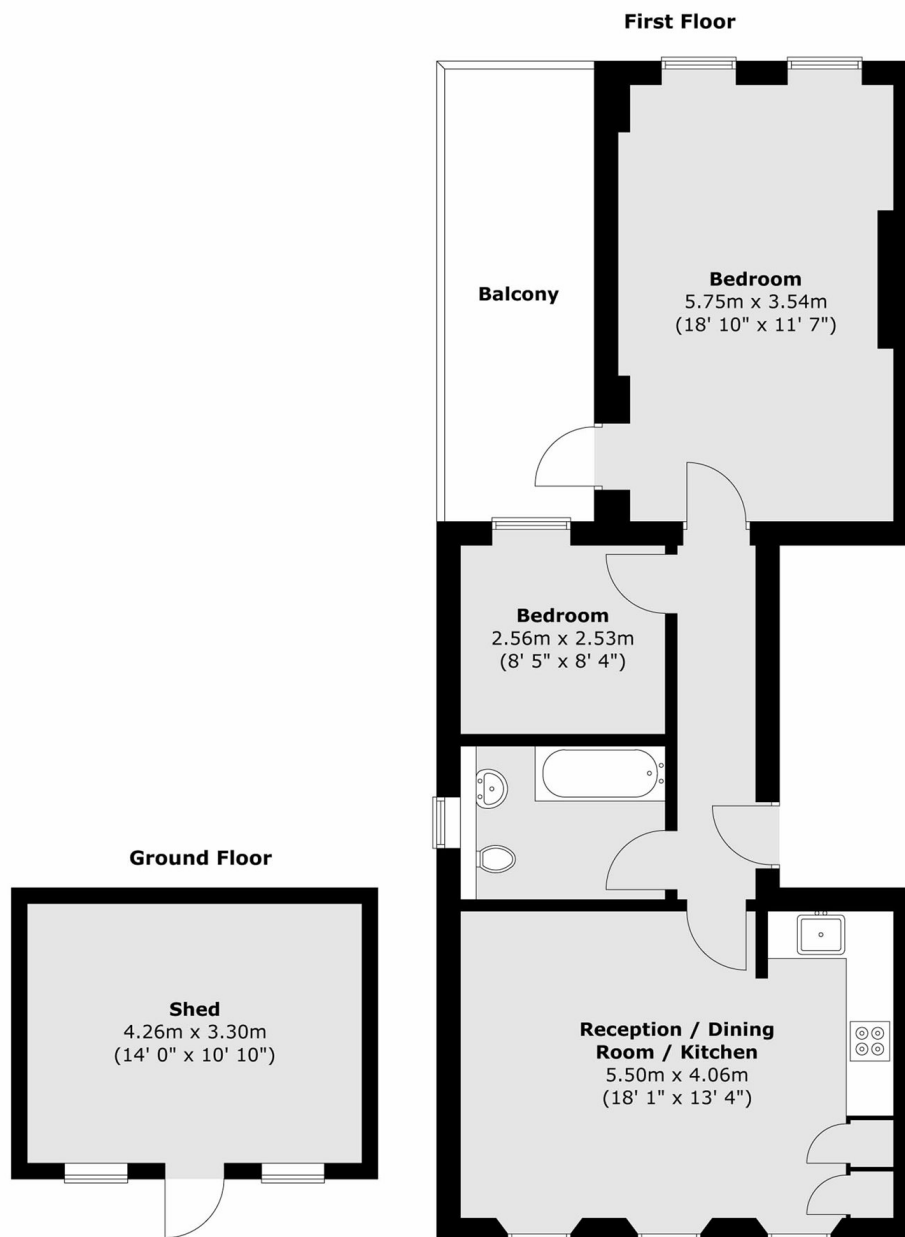 First Floor
Balcony
Bedroom
5.75m x 3.54m
(18' 10" x 11' 7")
Bedroom
2.56m x 2.53m
(8' 5" x 8' 4")
Ground Floor
Shed
4.26m x 3.30m
(14' 0" x 10' 10")
Reception / Dining
Room / Kitchen
5.50m x 4.06m
(18' 1" x 13' 4")